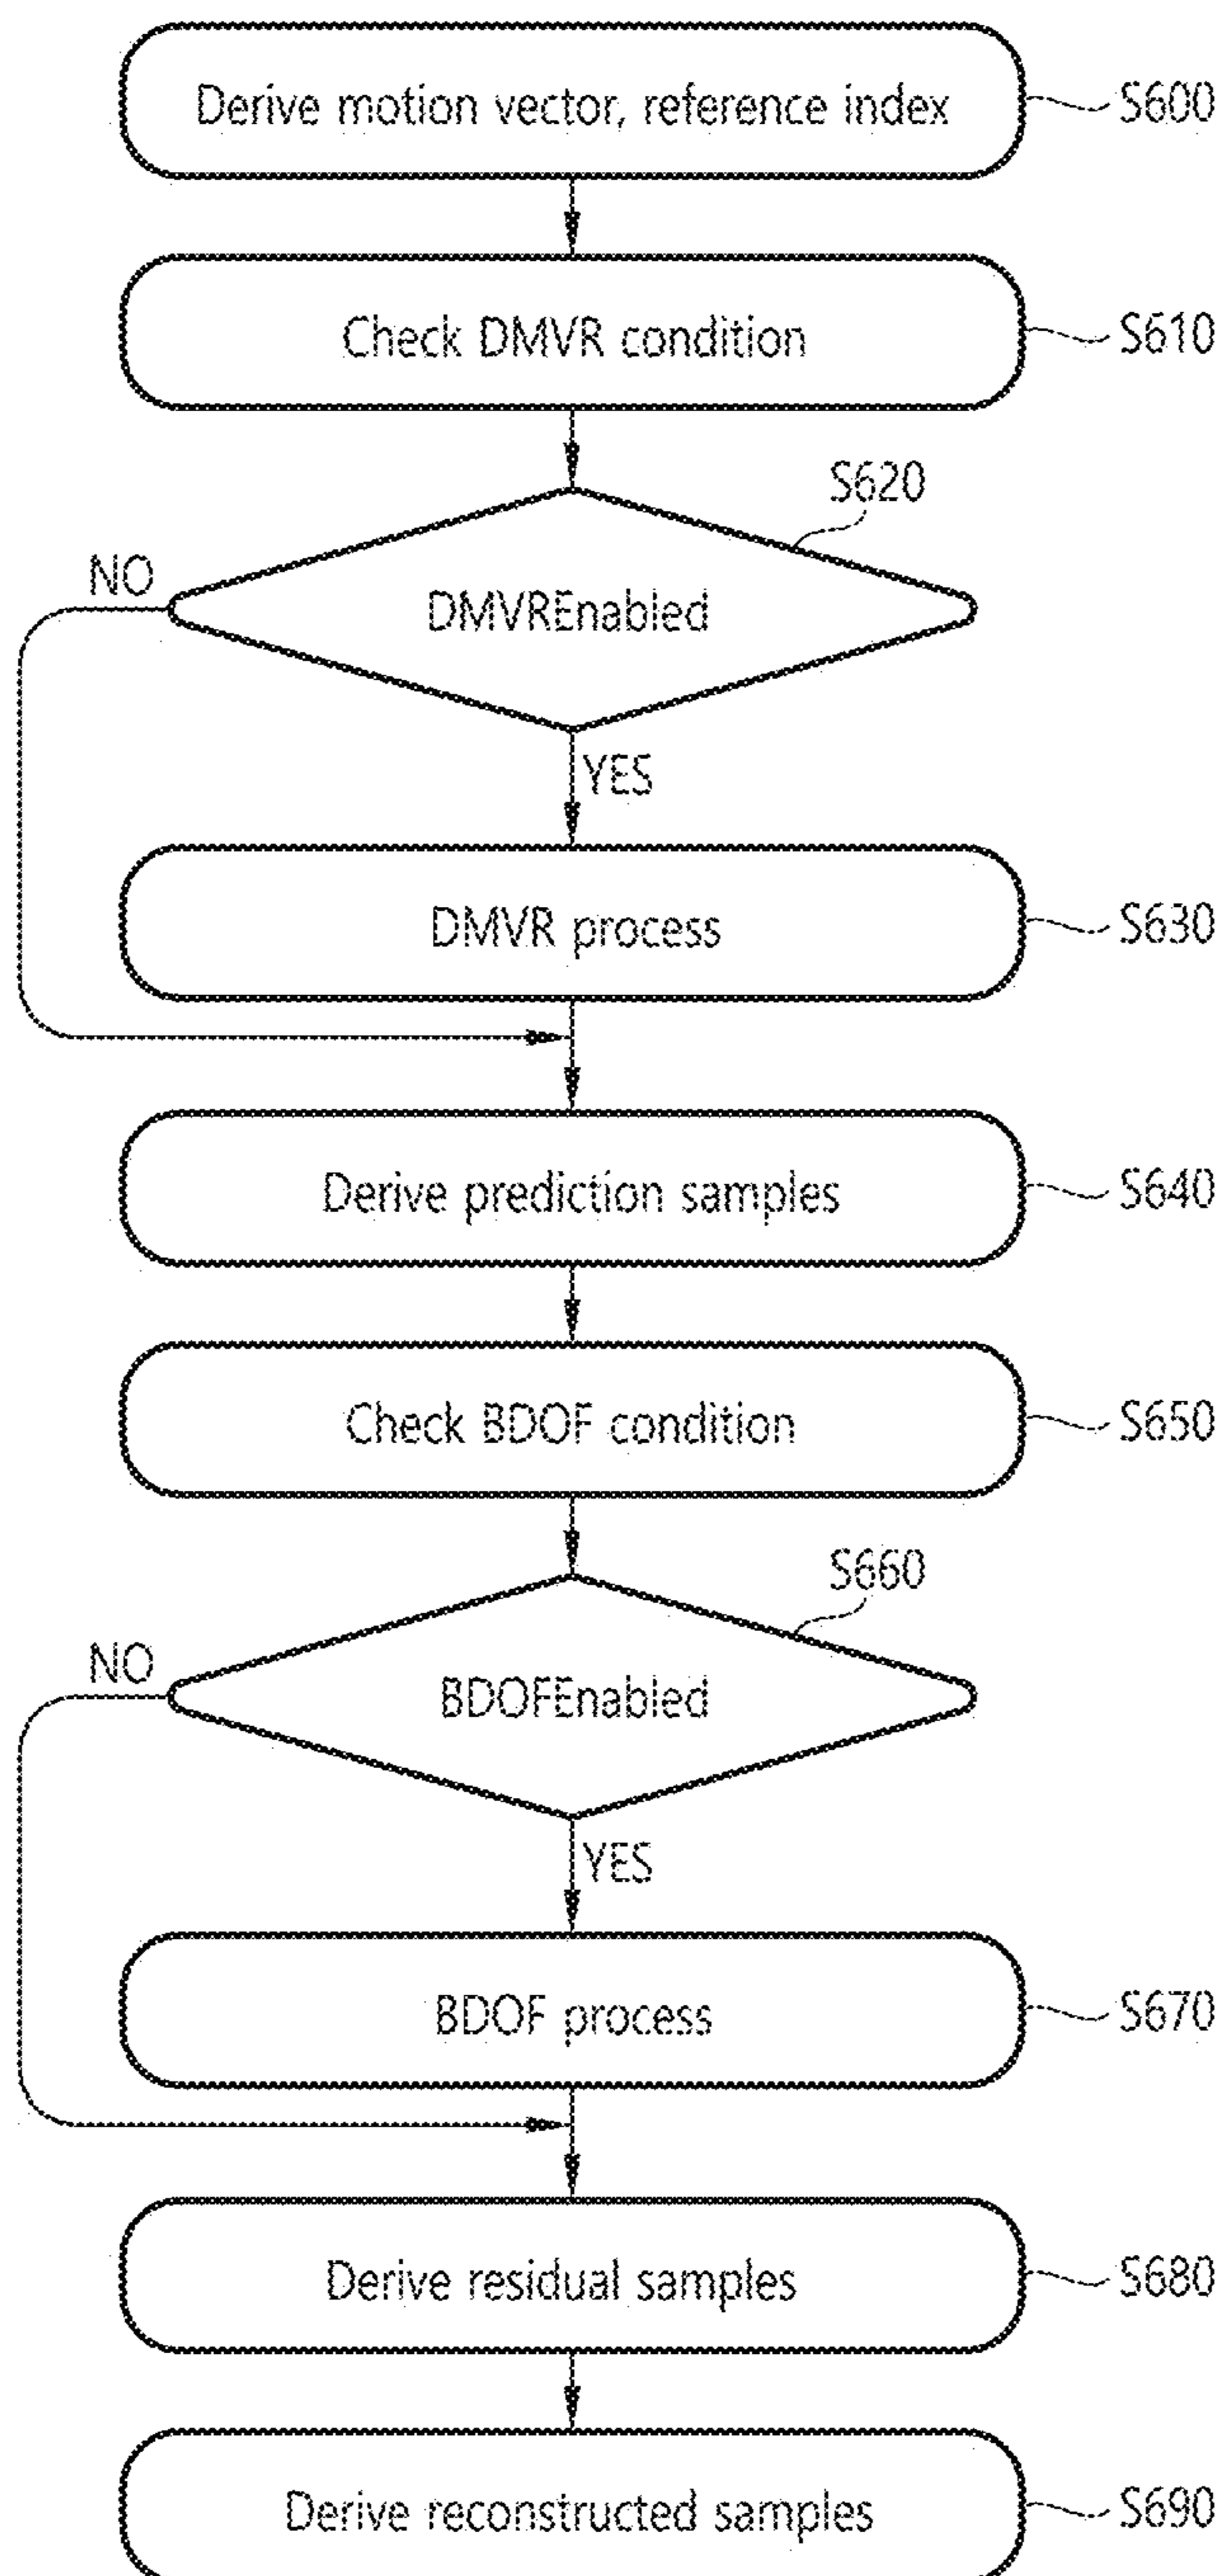 Derive motion vector, reference index
S600
Check DMVR condition
S610
S620
NO
DMVREnabled
YES
DMVR process
S630
Derive prediction samples
S640
Check BDOF condition
S650
S660
NO
BDOFEnabled
YES
BDOF process
S670
Derive residual samples
S680
Derive reconstructed samples
S690